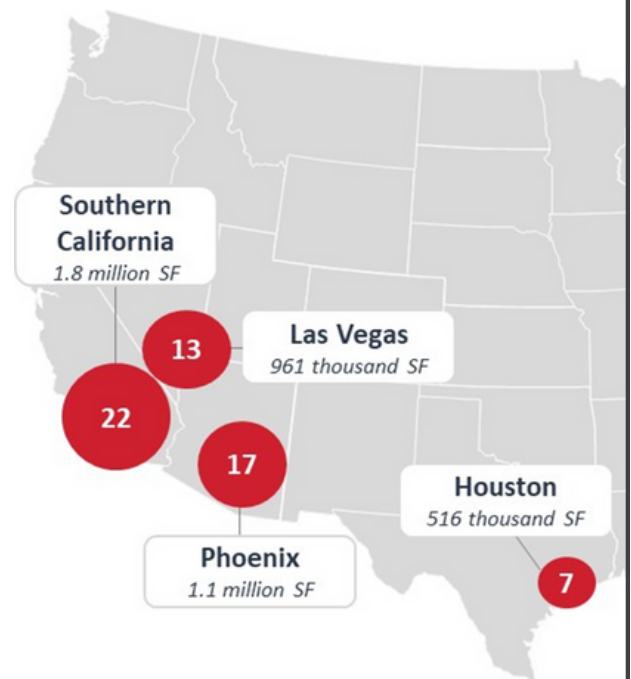 Southern
California
1.8 million SF
13
Las Vegas
961 thousand SF
22
17
Houston
516 thousand SF
Phoenix
1.1 million SF
7